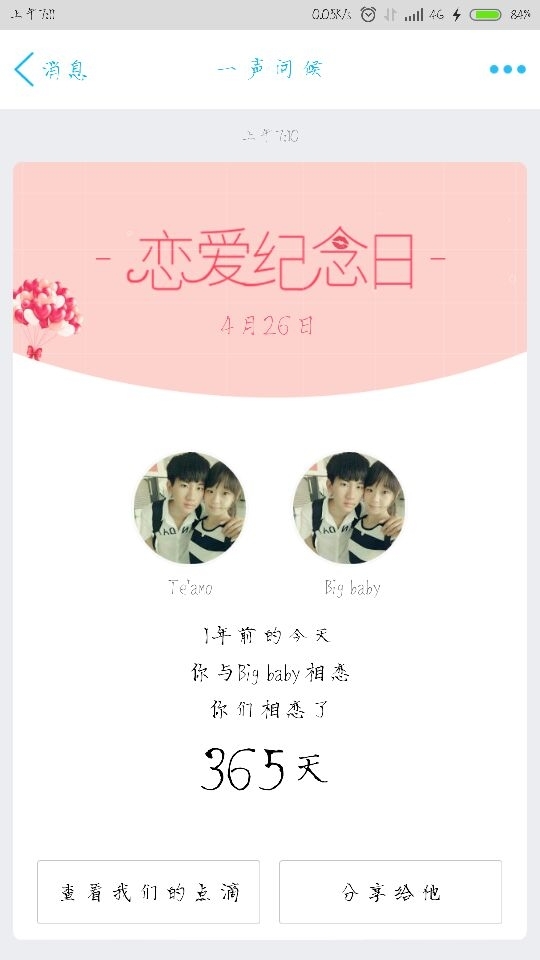 上午7:11 0.03K/s 4G 84%
消息 一声问候
上午7:10
- 恋爱纪念日 -
4月26日
Te'amo Big baby
1年前的今天
你与Big baby相恋
你们相恋了
365天
查看我们的点滴 分享给他